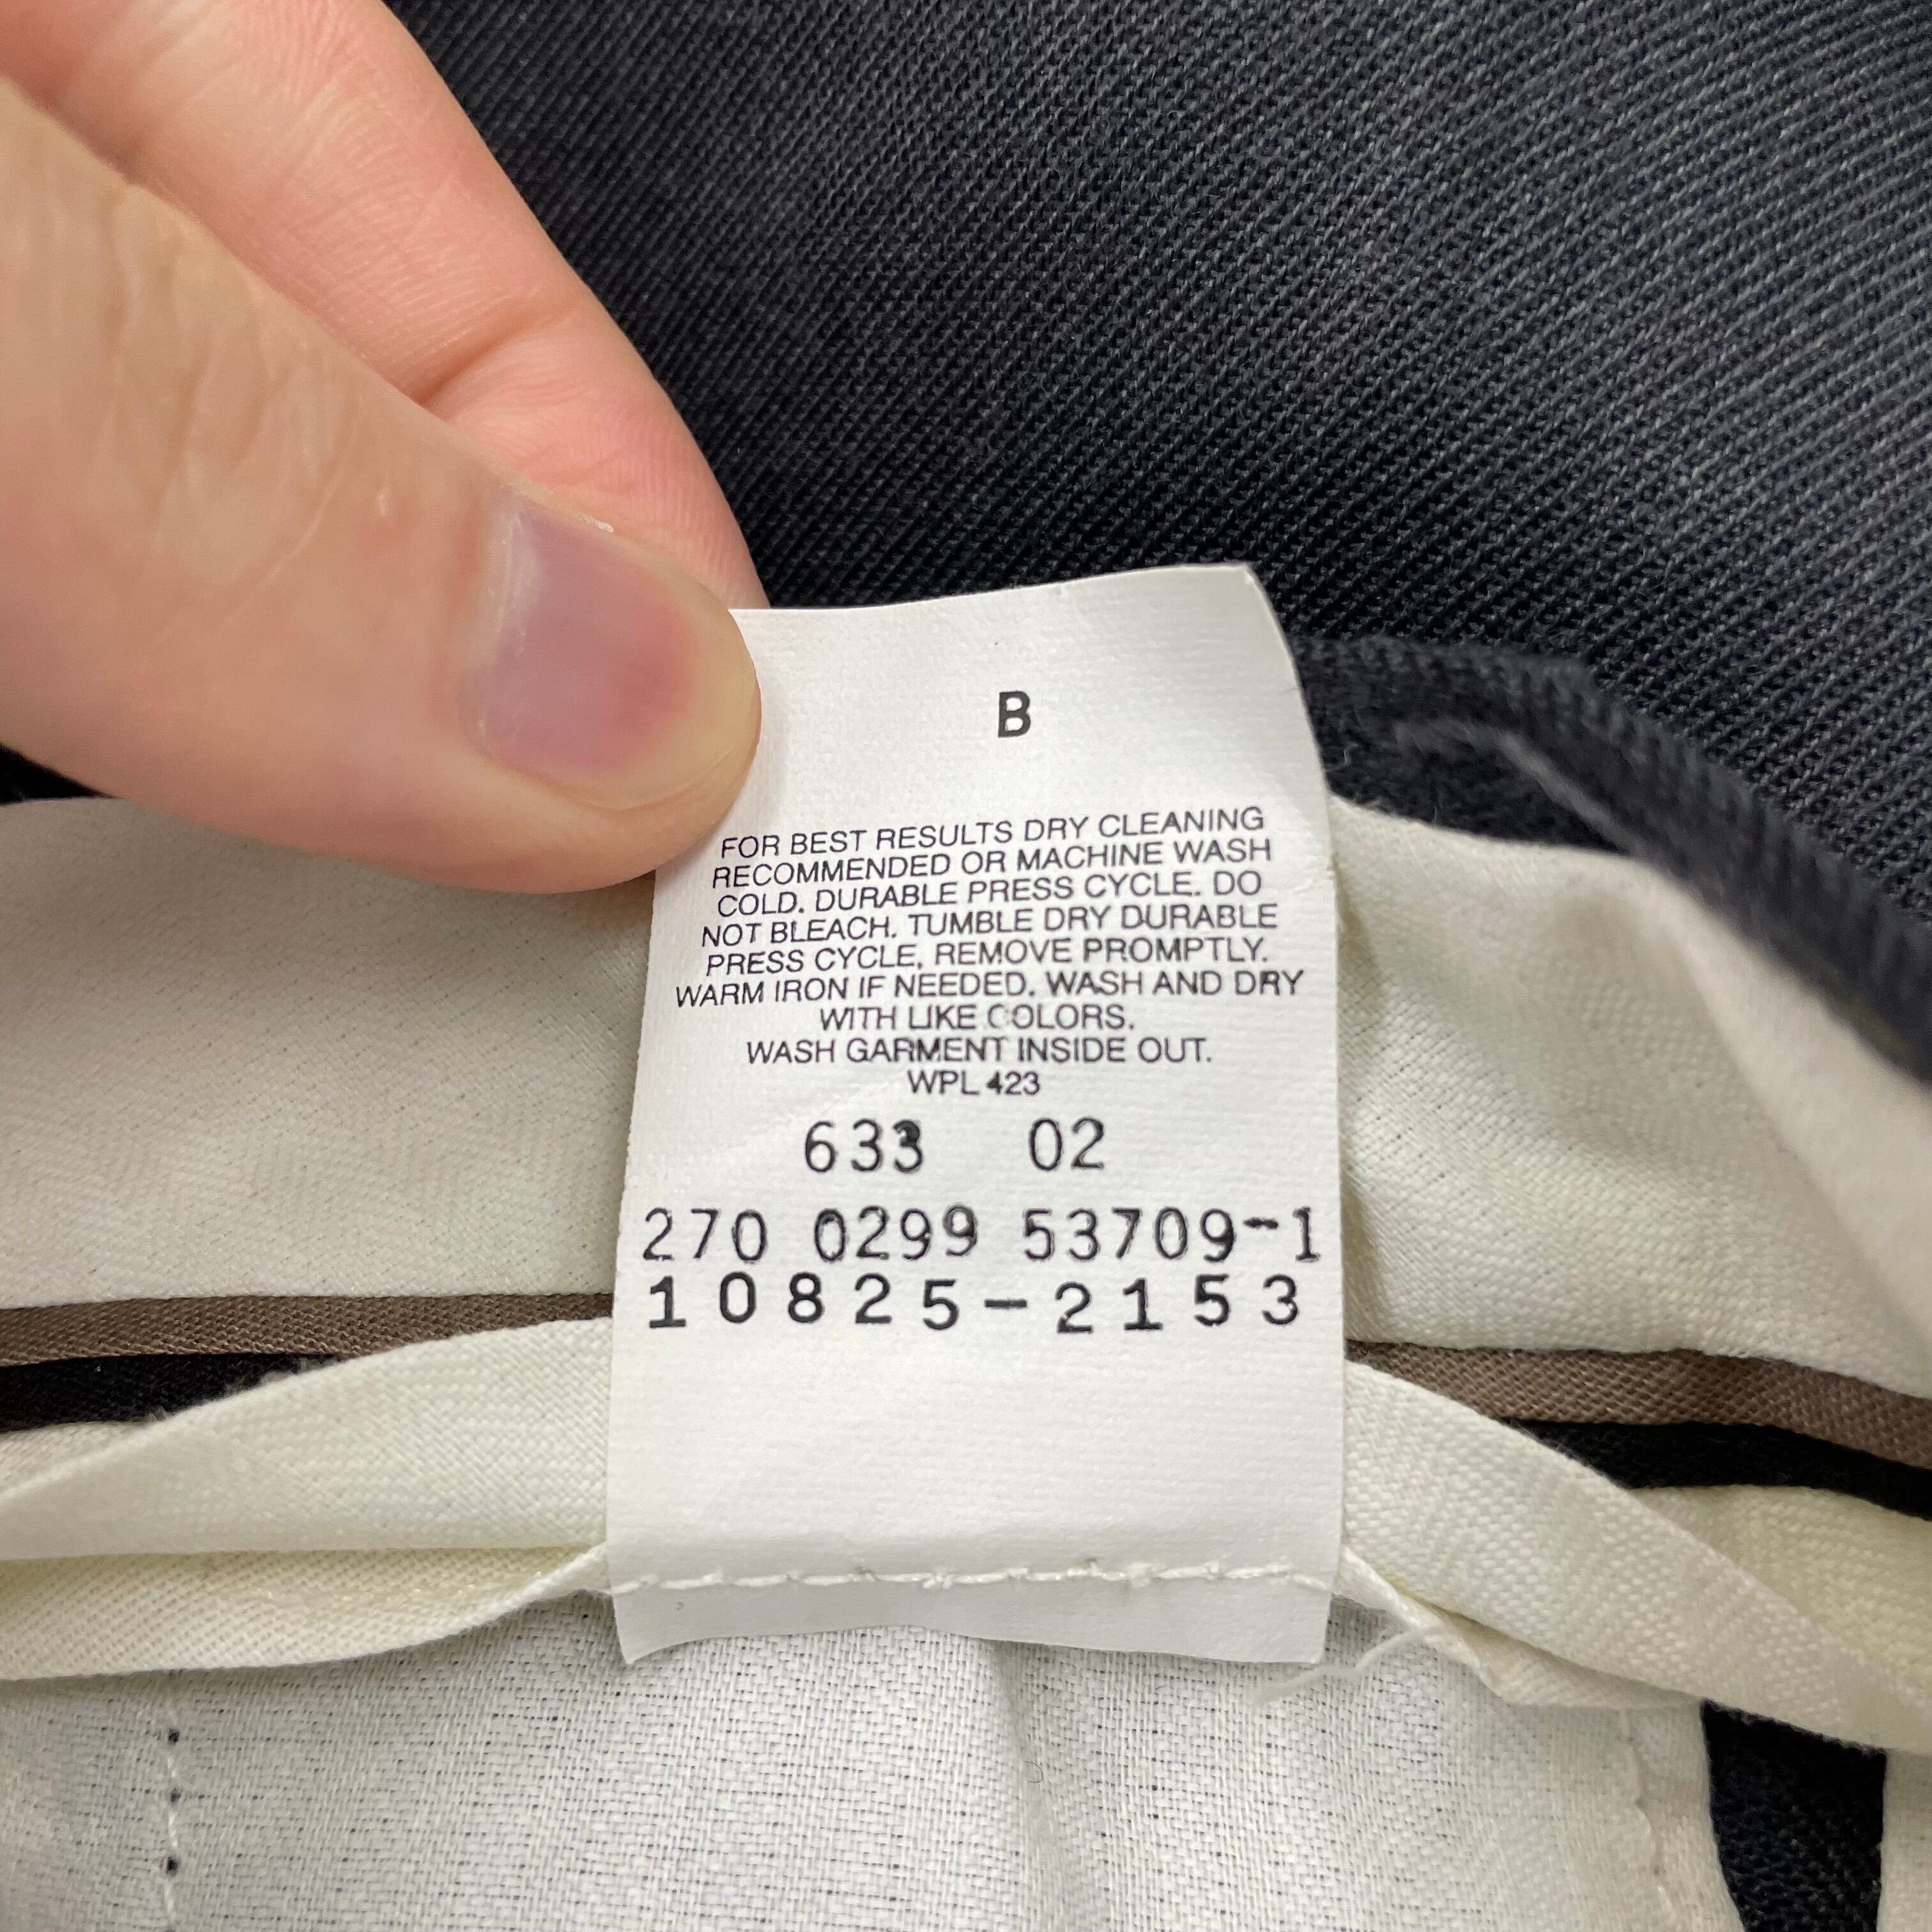 B
FOR BEST RESULTS DRY CLEANING
RECOMMENDED OR MACHINE WASH
COLD. DURABLE PRESS CYCLE. DO
NOT BLEACH. TUMBLE DRY DURABLE
PRESS CYCLE, REMOVE PROMPTLY.
WARM IRON IF NEEDED. WASH AND DRY
WITH LIKE COLORS.
WASH GARMENT INSIDE OUT.
WPL 423
633 02
270 0299 53709-1
10825-2153